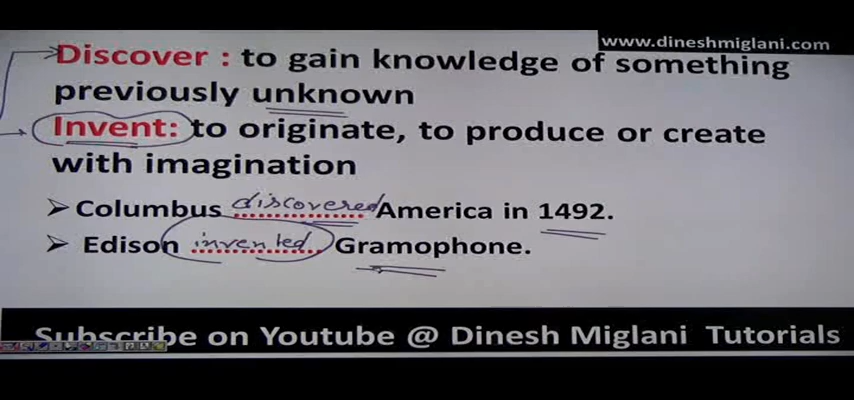 www.dineshmiglani.com
Discover : to gain knowledge of something
previously unknown
Invent: to originate, to produce or create
with imagination
➢ Columbus discovered America in 1492.
➢ Edison invented Gramophone.
Subscribe on Youtube @ Dinesh Miglani Tutorials